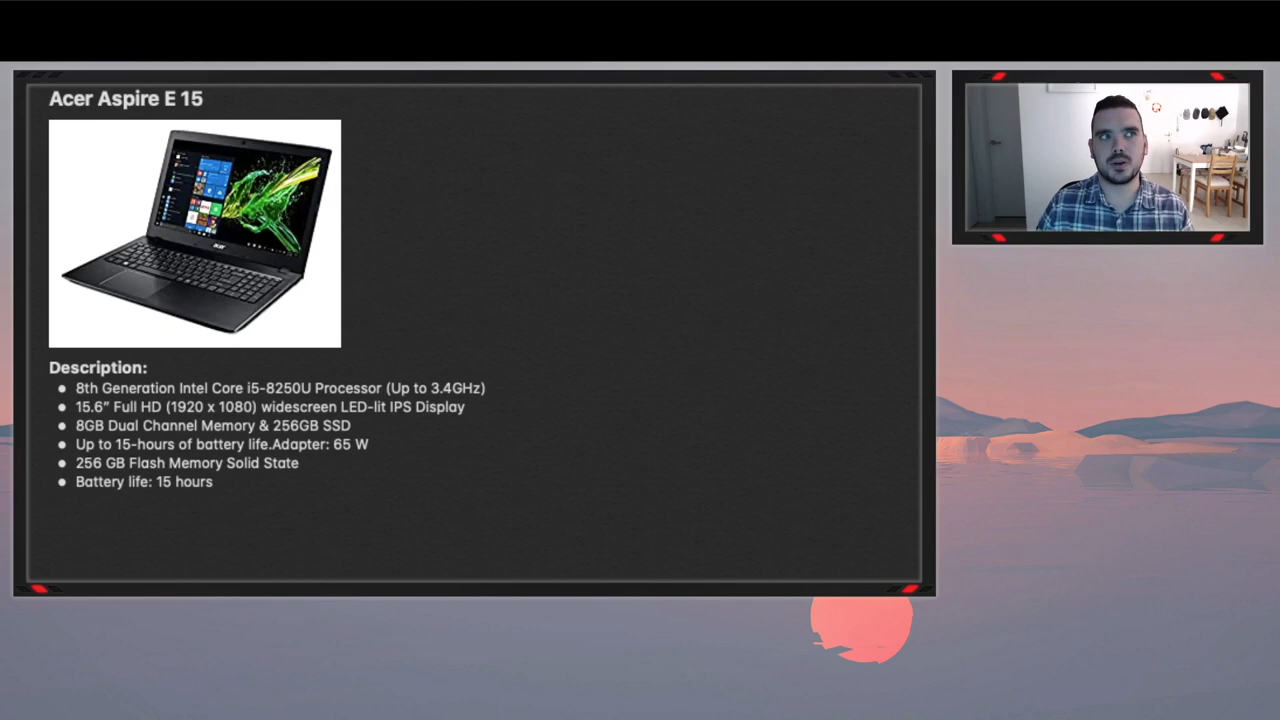 Acer Aspire E 15
acer
Description:
● 8th Generation Intel Core i5-8250U Processor (Up to 3.4GHz)
● 15.6” Full HD (1920 x 1080) widescreen LED-lit IPS Display
● 8GB Dual Channel Memory & 256GB SSD
● Up to 15-hours of battery life.Adapter: 65 W
● 256 GB Flash Memory Solid State
● Battery life: 15 hours